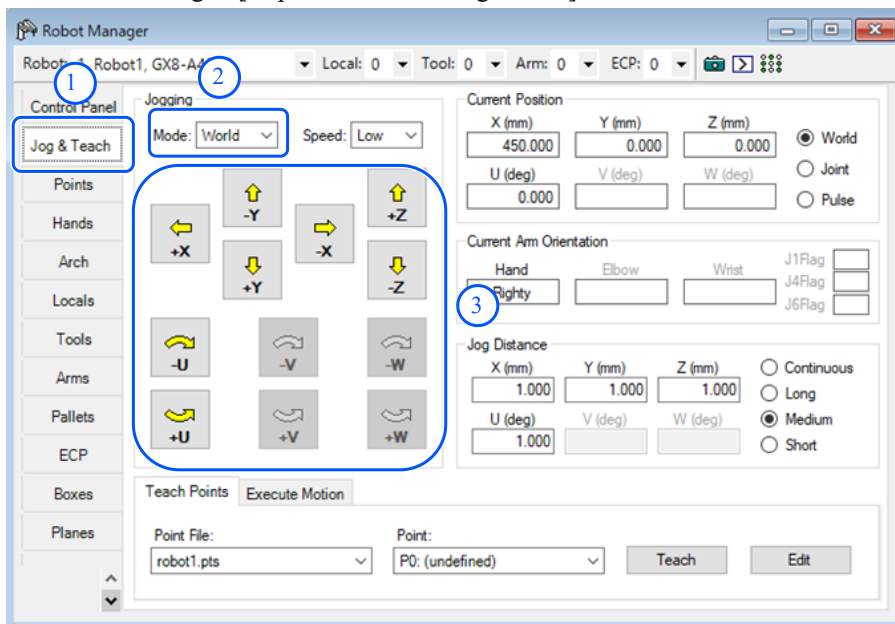 Robot Manager
Robot: 1, Robot1, GX8-A4 Local: 0 Tool: 0 Arm: 0 ECP: 0
1
2
Control Panel
Jog & Teach
Points
Hands
Arch
Locals
Tools
Arms
Pallets
ECP
Boxes
Planes
Jogging
Mode: World Speed: Low
-Y
+Z
+X
-X
+Y
-Z
-U
-V
-W
+U
+V
+W
3
Current Position
X (mm) Y (mm) Z (mm)
450.000 0.000 0.000
U (deg) V (deg) W (deg)
0.000
World
Joint
Pulse
Current Arm Orientation
Hand Elbow Wrist
Righty
J1Flag
J4Flag
J6Flag
Jog Distance
X (mm) Y (mm) Z (mm)
1.000 1.000 1.000
U (deg) V (deg) W (deg)
1.000
Continuous
Long
Medium
Short
Teach Points Execute Motion
Point File: Point:
robot1.pts P0: (undefined) Teach Edit